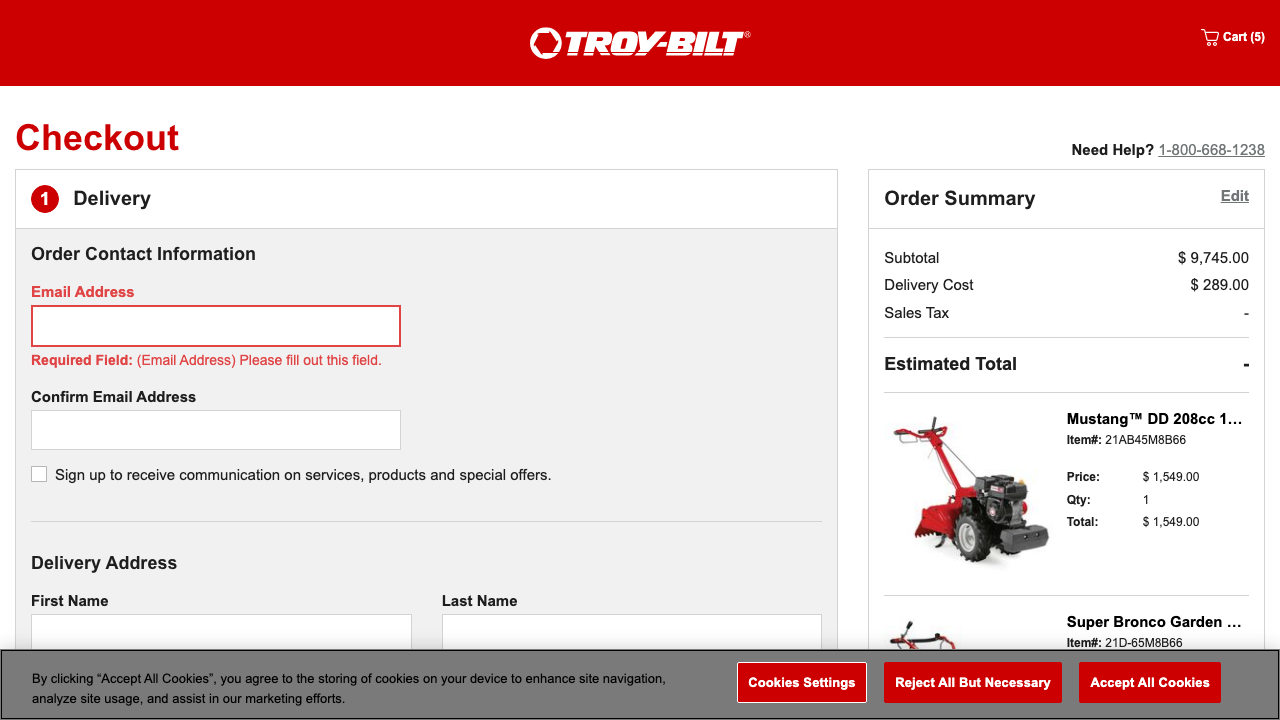 TROY-BILT®
Cart (5)
Checkout
Need Help? 1-800-668-1238
1 Delivery
Order Contact Information
Email Address
Required Field: (Email Address) Please fill out this field.
Confirm Email Address
Sign up to receive communication on services, products and special offers.
Delivery Address
First Name
Last Name
Order Summary
Edit
Subtotal $ 9,745.00
Delivery Cost $ 289.00
Sales Tax -
Estimated Total -
Mustang™ DD 208cc 1...
Item#: 21AB45M8B66
Price: $ 1,549.00
Qty: 1
Total: $ 1,549.00
Super Bronco Garden ...
Item#: 21D-65M8B66
By clicking “Accept All Cookies”, you agree to the storing of cookies on your device to enhance site navigation,
analyze site usage, and assist in our marketing efforts.
Cookies Settings
Reject All But Necessary
Accept All Cookies